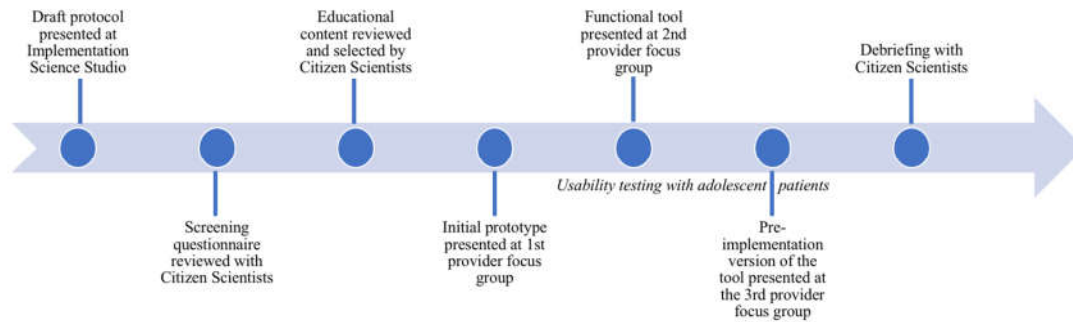 Draft protocol
presented at
Implementation
Science Studio
Screening
questionnaire
reviewed with
Citizen Scientists
Educational
content reviewed
and selected by
Citizen Scientists
Initial prototype
presented at 1st
provider focus
group
Functional tool
presented at 2nd
provider focus
group
Usability testing with adolescent patients
Pre-
implementation
version of the
tool presented at
the 3rd provider
focus group
Debriefing with
Citizen Scientists